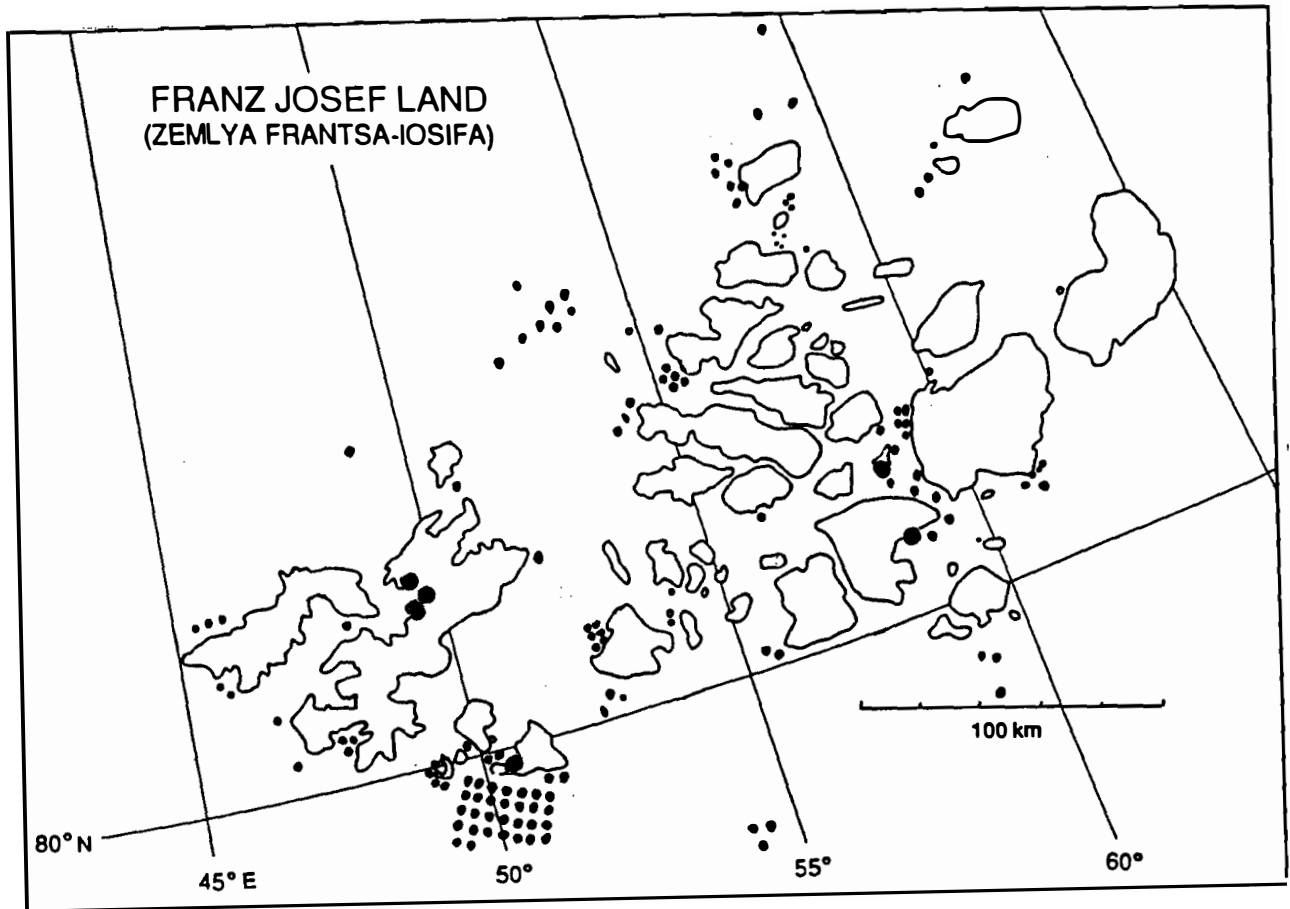 FRANZ JOSEF LAND
(ZEMLYA FRANTSA-IOSIFA)
100 km
80° N
45° E
50°
55°
60°